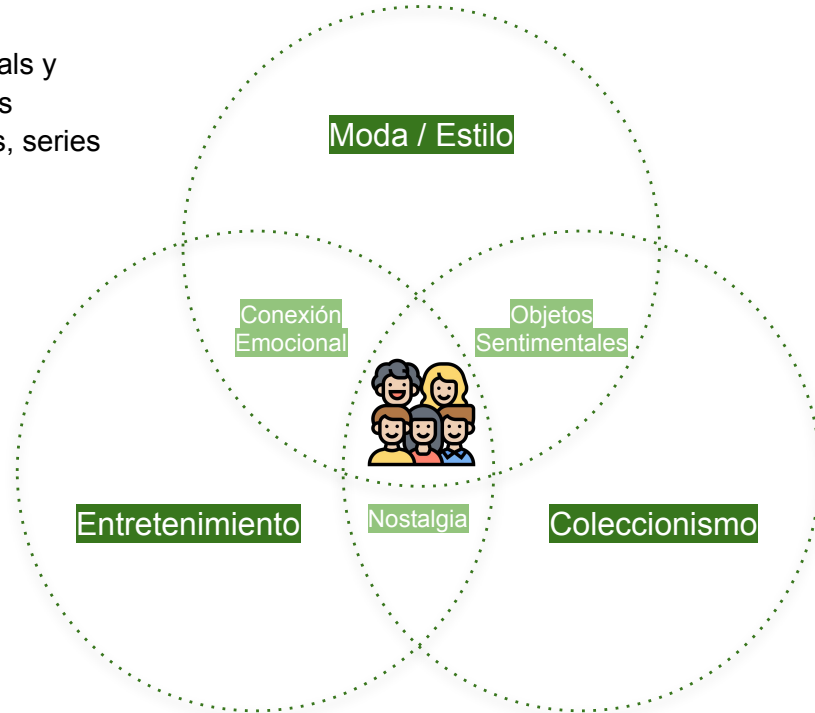 als y
s
s, series
Moda / Estilo
Conexión
Emocional
Objetos
Sentimentales
Entretenimiento
Nostalgia
Coleccionismo